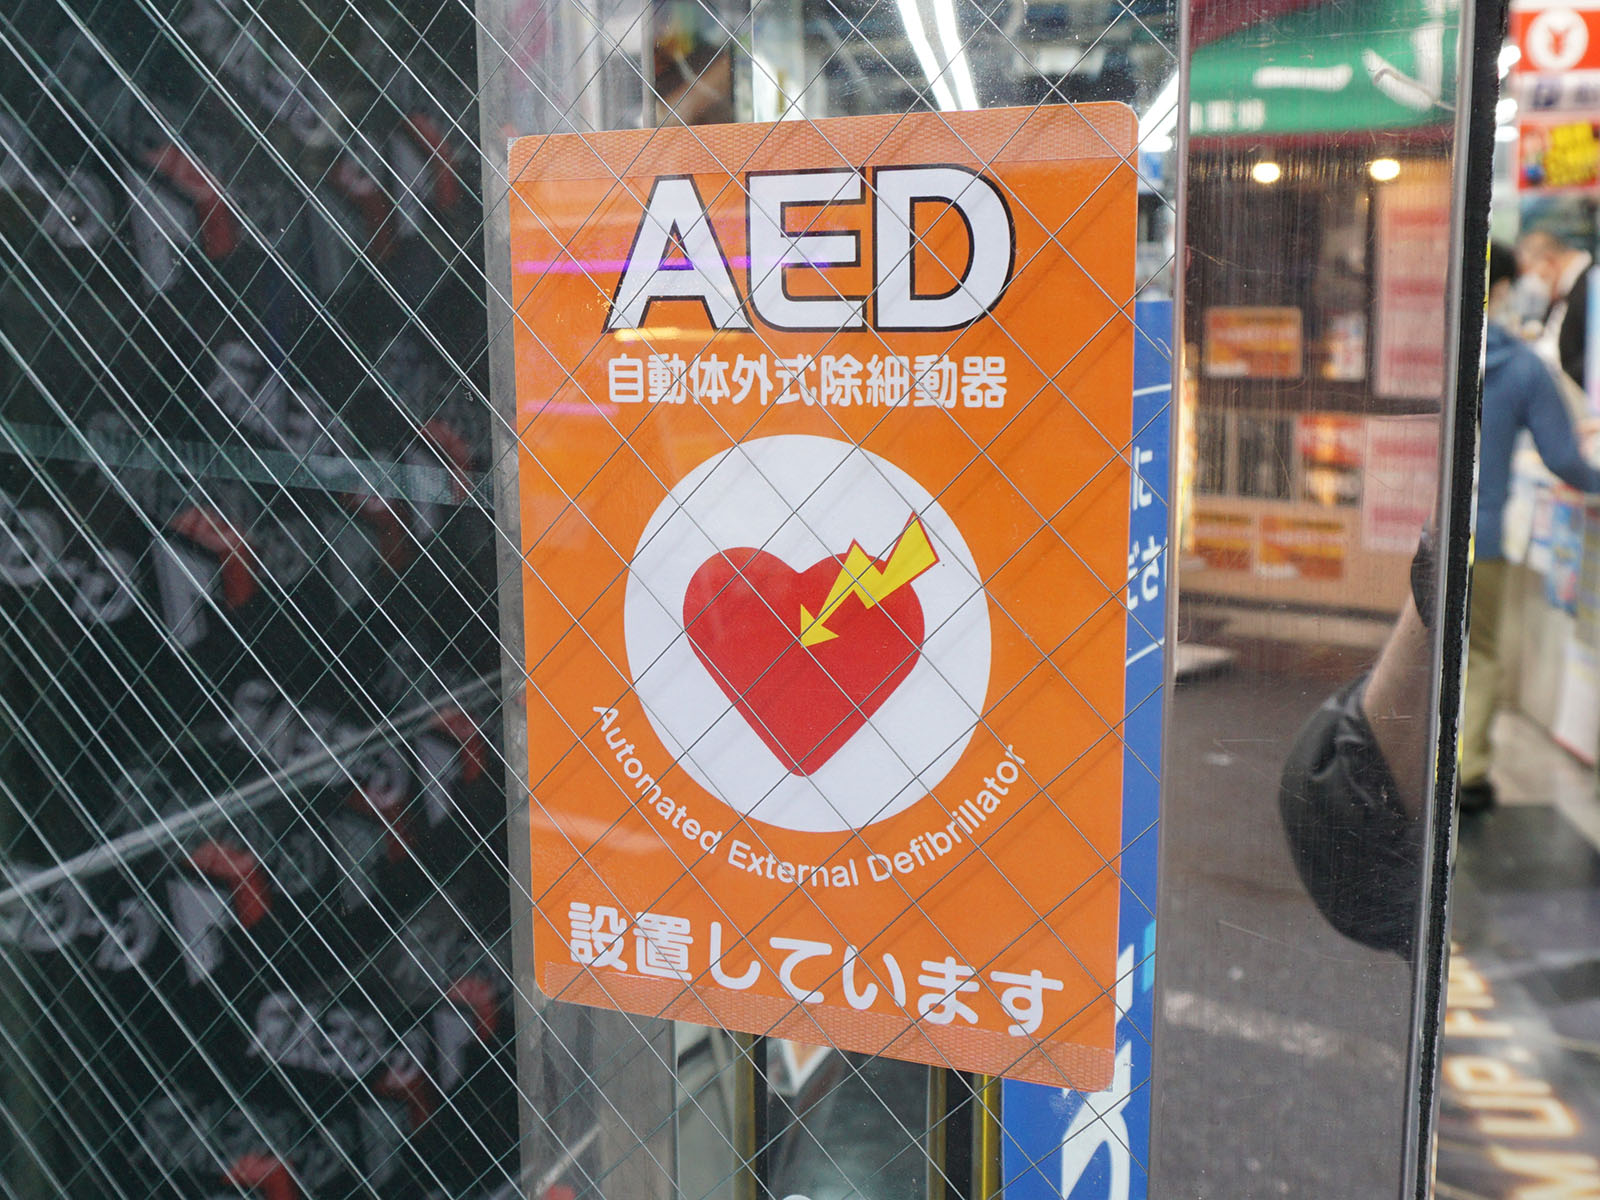 AED
自動体外式除細動器
Automated External Defibrillator
設置しています